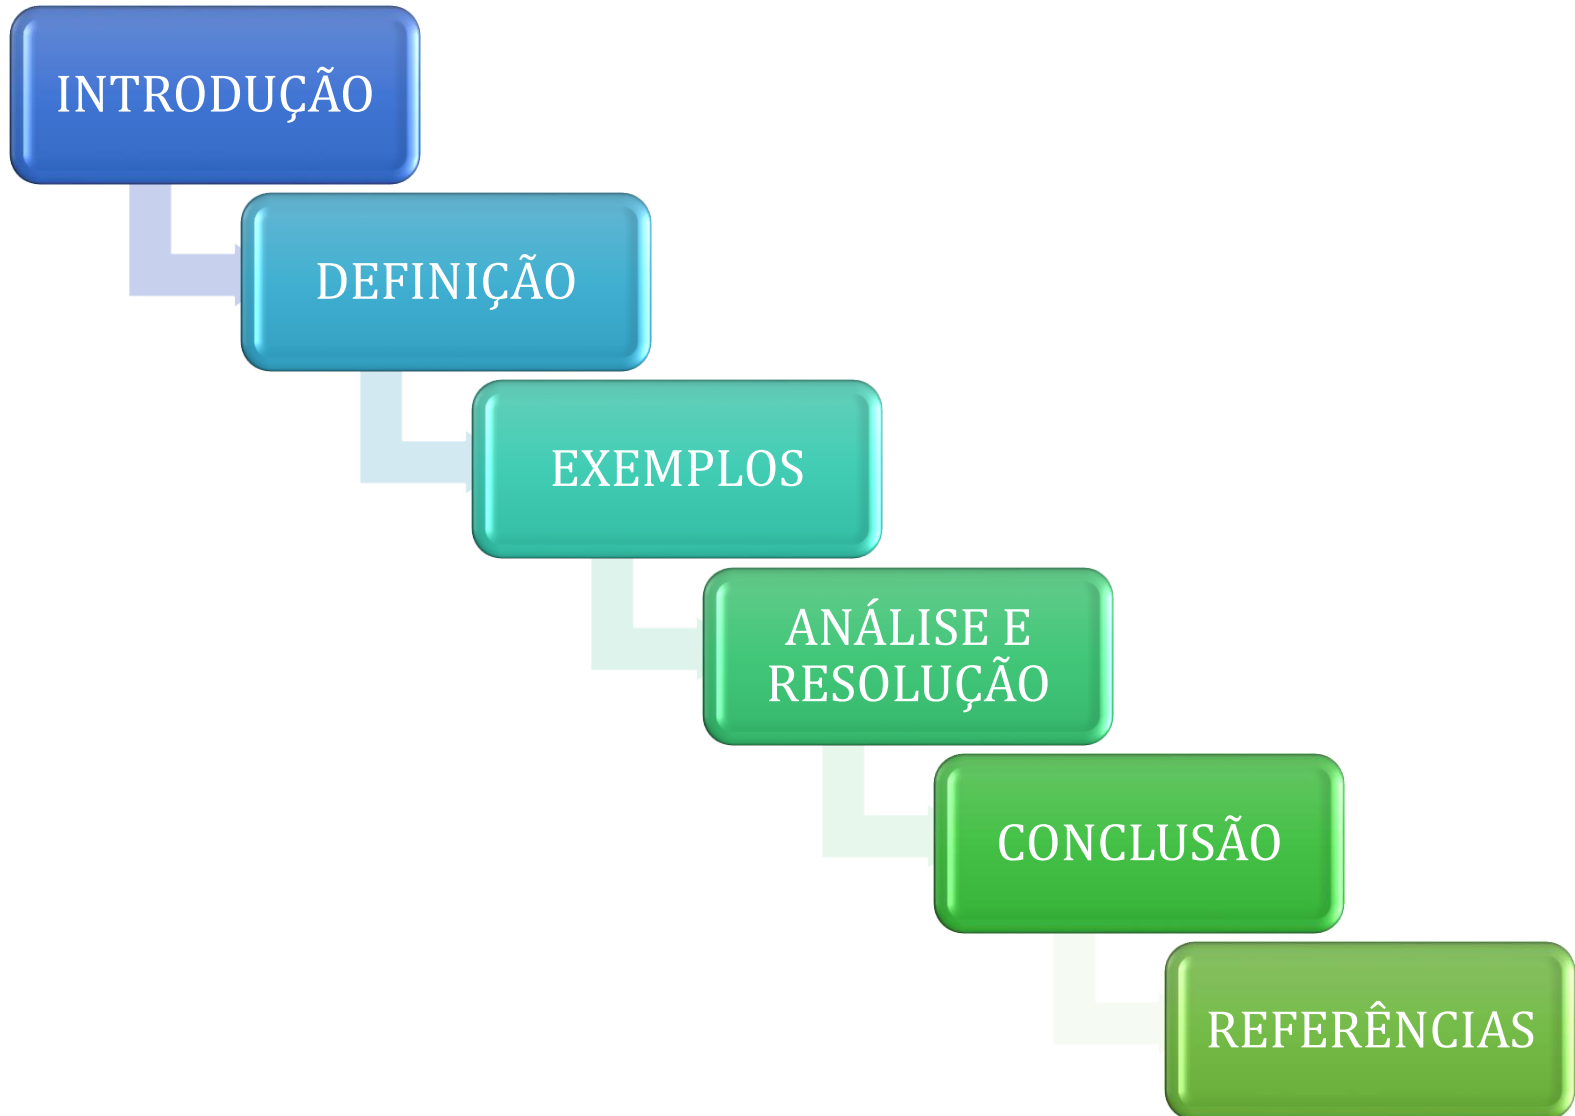 INTRODUÇÃO
DEFINIÇÃO
EXEMPLOS
ANÁLISE E
RESOLUÇÃO
CONCLUSÃO
REFERÊNCIAS